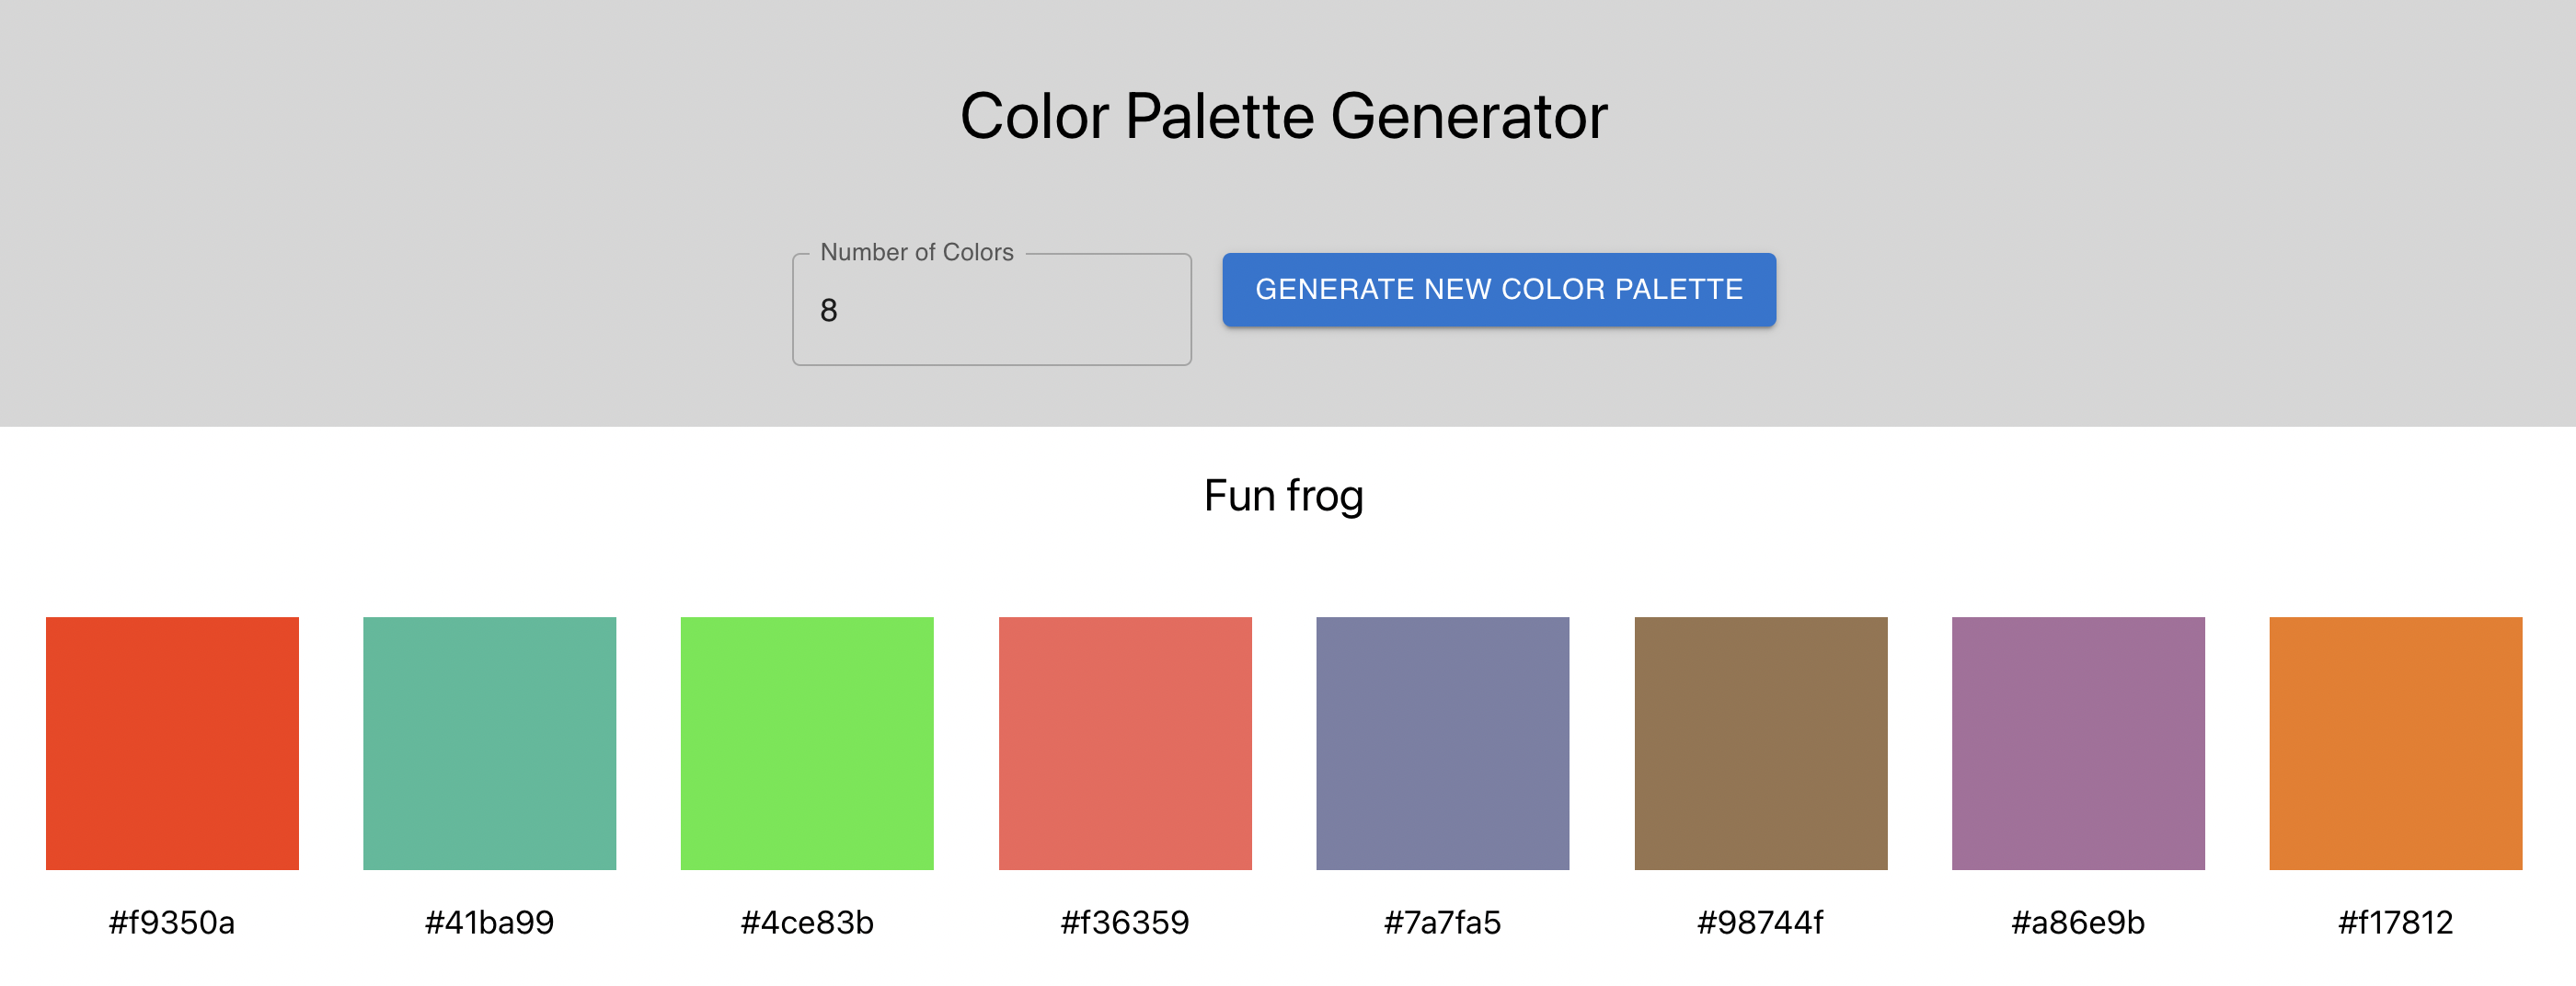 Color Palette Generator
Number of Colors
8
GENERATE NEW COLOR PALETTE
Fun frog
#f9350a
#41ba99
#4ce83b
#f36359
#7a7fa5
#98744f
#a86e9b
#f17812